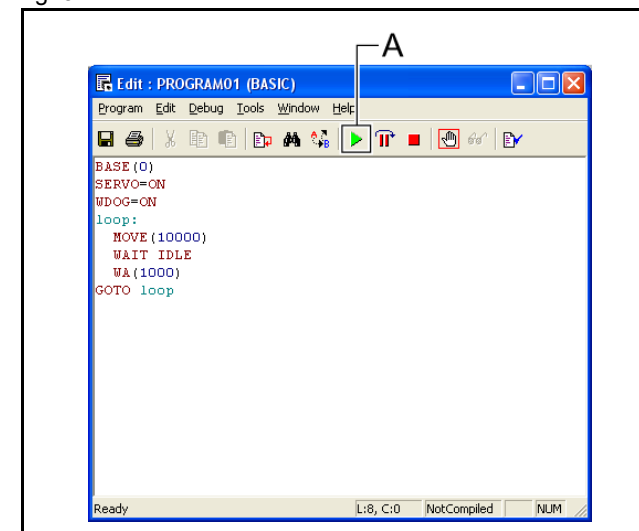 A
Edit : PROGRAM01 (BASIC)
Program Edit Debug Tools Window Help
BASE(0)
SERVO=ON
WDOG=ON
loop:
MOVE(10000)
WAIT IDLE
WA(1000)
GOTO loop
Ready L:8, C:0 NotCompiled NUM